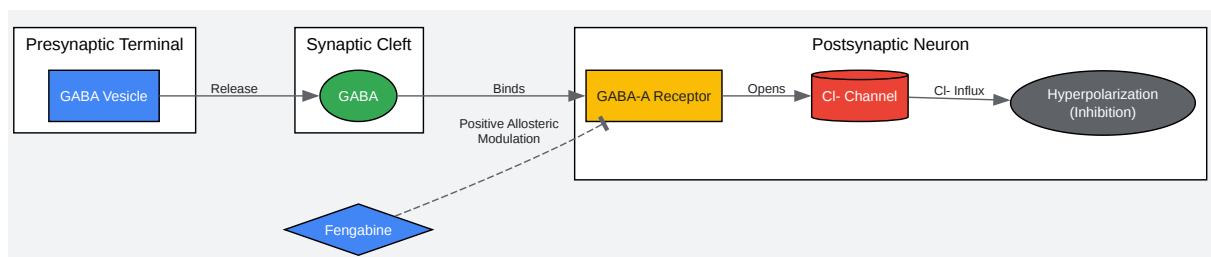 Presynaptic Terminal
GABA Vesicle
Release
Synaptic Cleft
GABA
Binds
Positive Allosteric
Modulation
Fengabine
Postsynaptic Neuron
GABA-A Receptor
Opens
Cl- Channel
Cl- Influx
Hyperpolarization
(Inhibition)